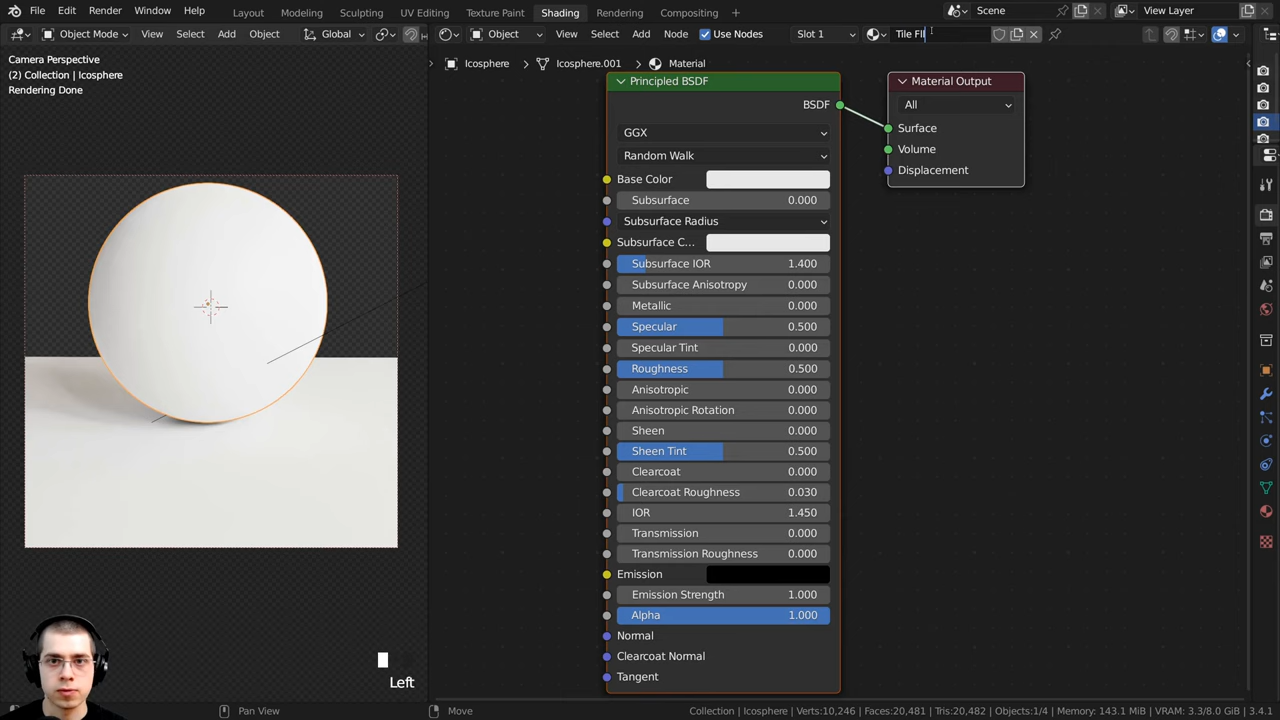 File Edit Render Window Help Layout Modeling Sculpting UV Editing Texture Paint Shading Rendering Compositing + Scene View Layer
Object Mode View Select Add Object Global Object View Select Add Node Use Nodes Slot 1 Tile Fll
Camera Perspective
(2) Collection | Icosphere
Rendering Done
Icosphere > Icosphere.001 > Material
Principled BSDF
BSDF
GGX
Random Walk
Base Color
Subsurface 0.000
Subsurface Radius
Subsurface C...
Subsurface IOR 1.400
Subsurface Anisotropy 0.000
Metallic 0.000
Specular 0.500
Specular Tint 0.000
Roughness 0.500
Anisotropic 0.000
Anisotropic Rotation 0.000
Sheen 0.000
Sheen Tint 0.500
Clearcoat 0.000
Clearcoat Roughness 0.030
IOR 1.450
Transmission 0.000
Transmission Roughness 0.000
Emission
Emission Strength 1.000
Alpha 1.000
Normal
Clearcoat Normal
Tangent
Material Output
All
Surface
Volume
Displacement
Left
Pan View Move Collection | Icosphere | Verts:10,246 | Faces:20,481 | Tris:20,482 | Objects:1/4 | Memory: 143.1 MiB | VRAM: 3.3/8.0 GiB | 3.4.1